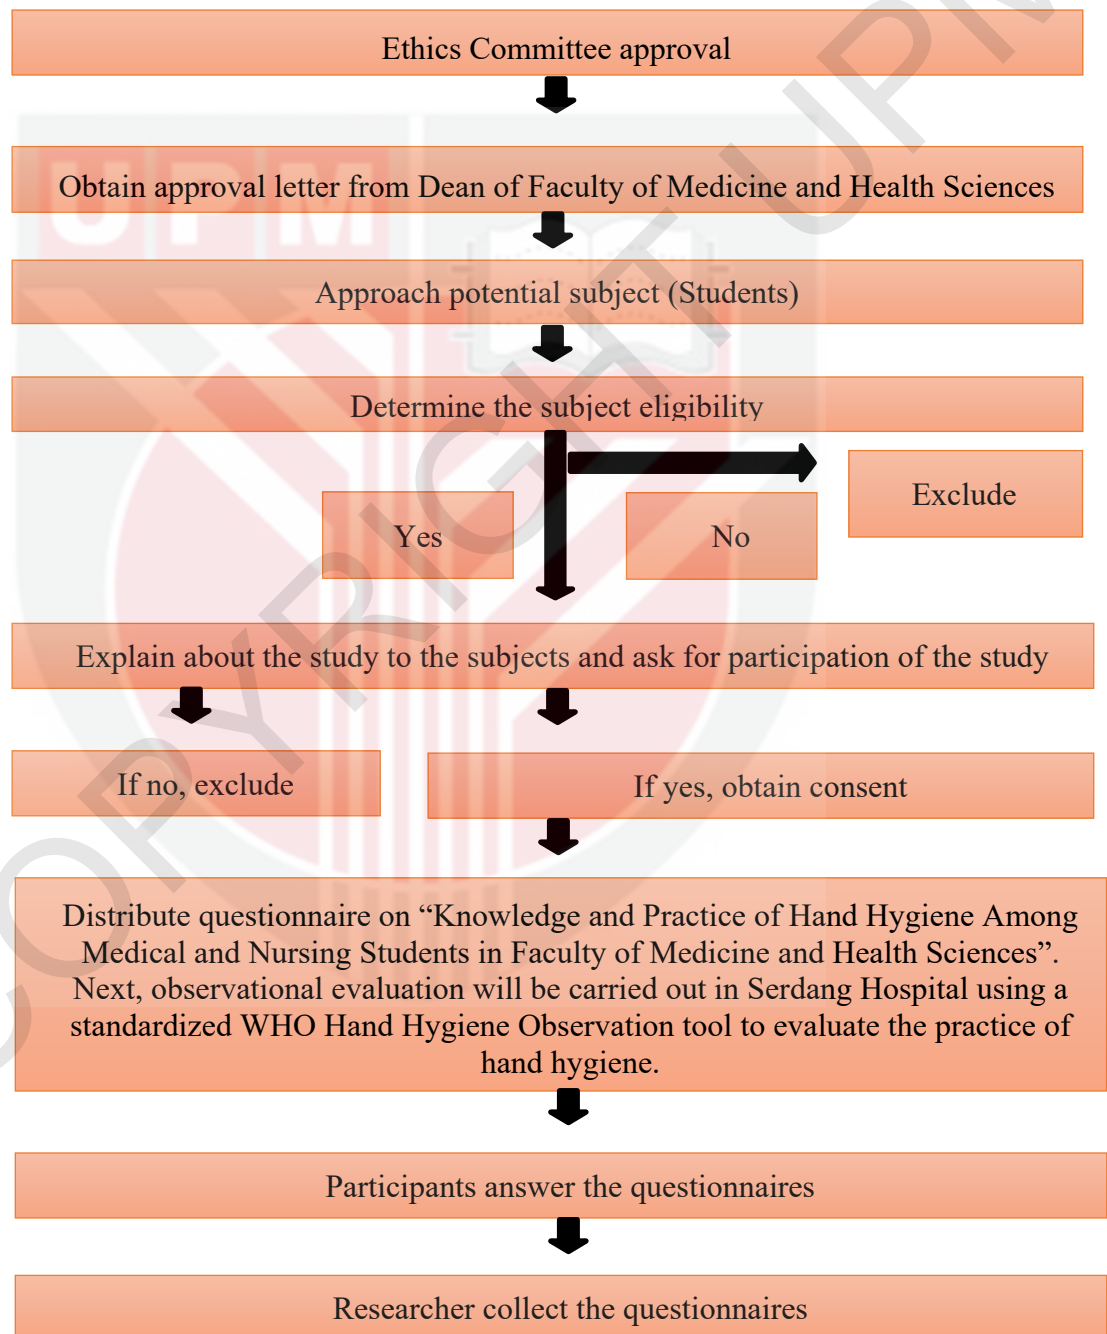 Ethics Committee approval
UPM
Obtain approval letter from Dean of Faculty of Medicine and Health Sciences
Approach potential subject (Students)
Determine the subject eligibility
Exclude
Yes
No
Explain about the study to the subjects and ask for participation of the study
If no, exclude
If yes, obtain consent
Distribute questionnaire on “Knowledge and Practice of Hand Hygiene Among
Medical and Nursing Students in Faculty of Medicine and Health Sciences”.
Next, observational evaluation will be carried out in Serdang Hospital using a
standardized WHO Hand Hygiene Observation tool to evaluate the practice of
hand hygiene.
Participants answer the questionnaires
Researcher collect the questionnaires
COPYRIGHT UPM